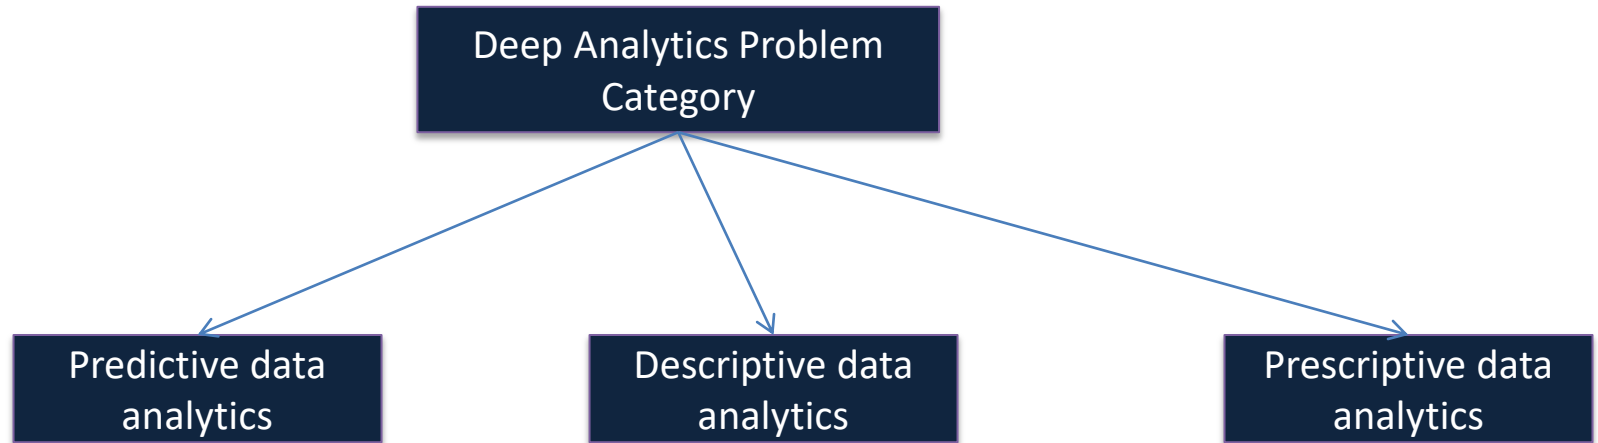 Deep Analytics Problem
Category
Predictive data
analytics
Descriptive data
analytics
Prescriptive data
analytics